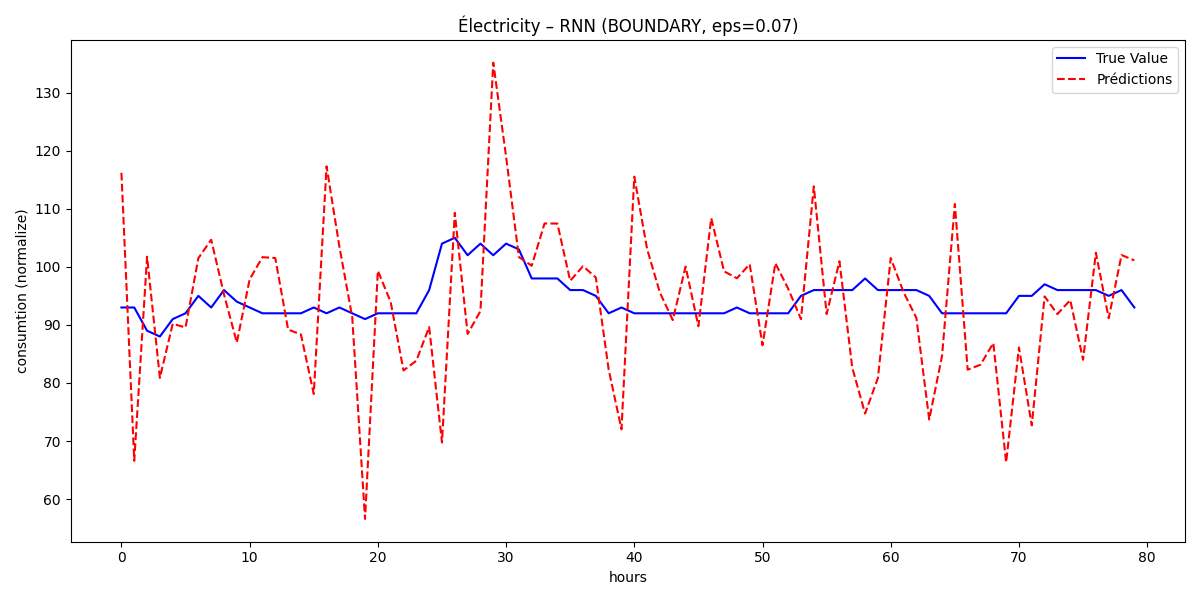 Électricity – RNN (BOUNDARY, eps=0.07)
True Value
Prédictions
consumtion (normalize)
130
120
110
100
90
80
70
60
0 10 20 30 40 50 60 70 80
hours